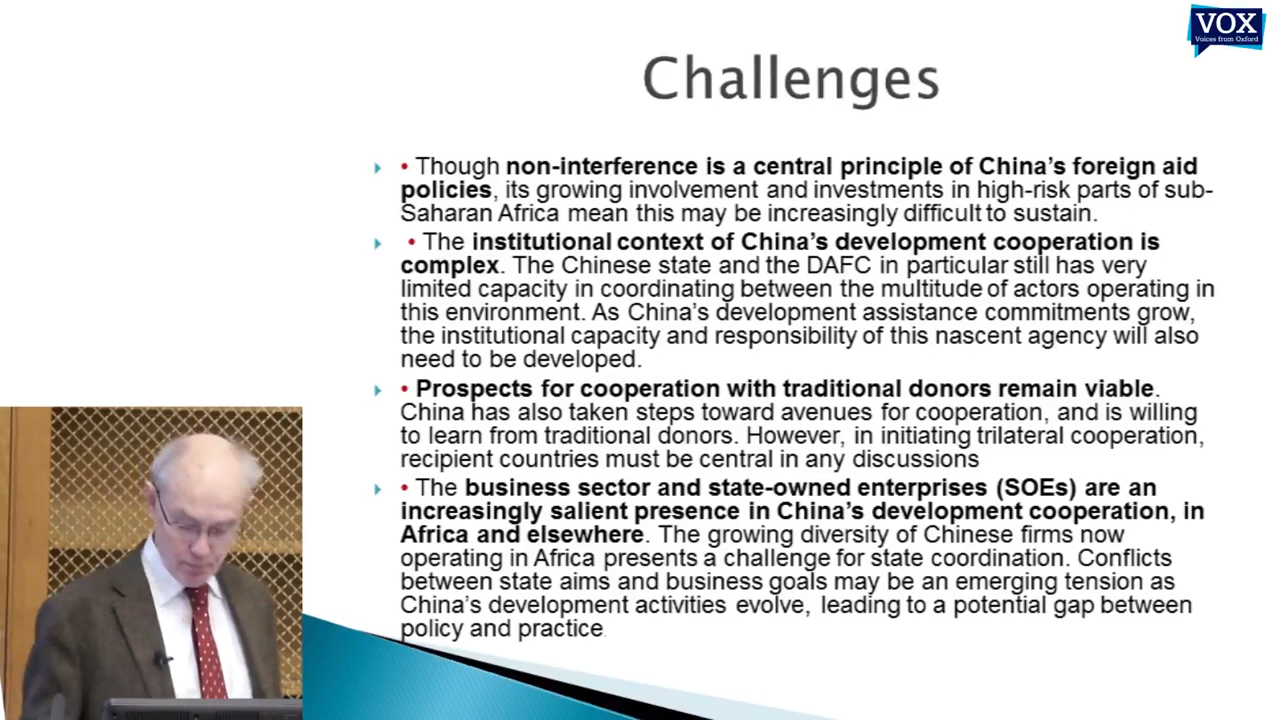 VOX
Voices from Oxford
Challenges
• Though non-interference is a central principle of China's foreign aid
policies, its growing involvement and investments in high-risk parts of sub-
Saharan Africa mean this may be increasingly difficult to sustain.
• The institutional context of China's development cooperation is
complex. The Chinese state and the DAFC in particular still has very
limited capacity in coordinating between the multitude of actors operating in
this environment. As China's development assistance commitments grow,
the institutional capacity and responsibility of this nascent agency will also
need to be developed.
• Prospects for cooperation with traditional donors remain viable.
China has also taken steps toward avenues for cooperation, and is willing
to learn from traditional donors. However, in initiating trilateral cooperation,
recipient countries must be central in any discussions
• The business sector and state-owned enterprises (SOEs) are an
increasingly salient presence in China's development cooperation, in
Africa and elsewhere. The growing diversity of Chinese firms now
operating in Africa presents a challenge for state coordination. Conflicts
between state aims and business goals may be an emerging tension as
China's development activities evolve, leading to a potential gap between
policy and practice.